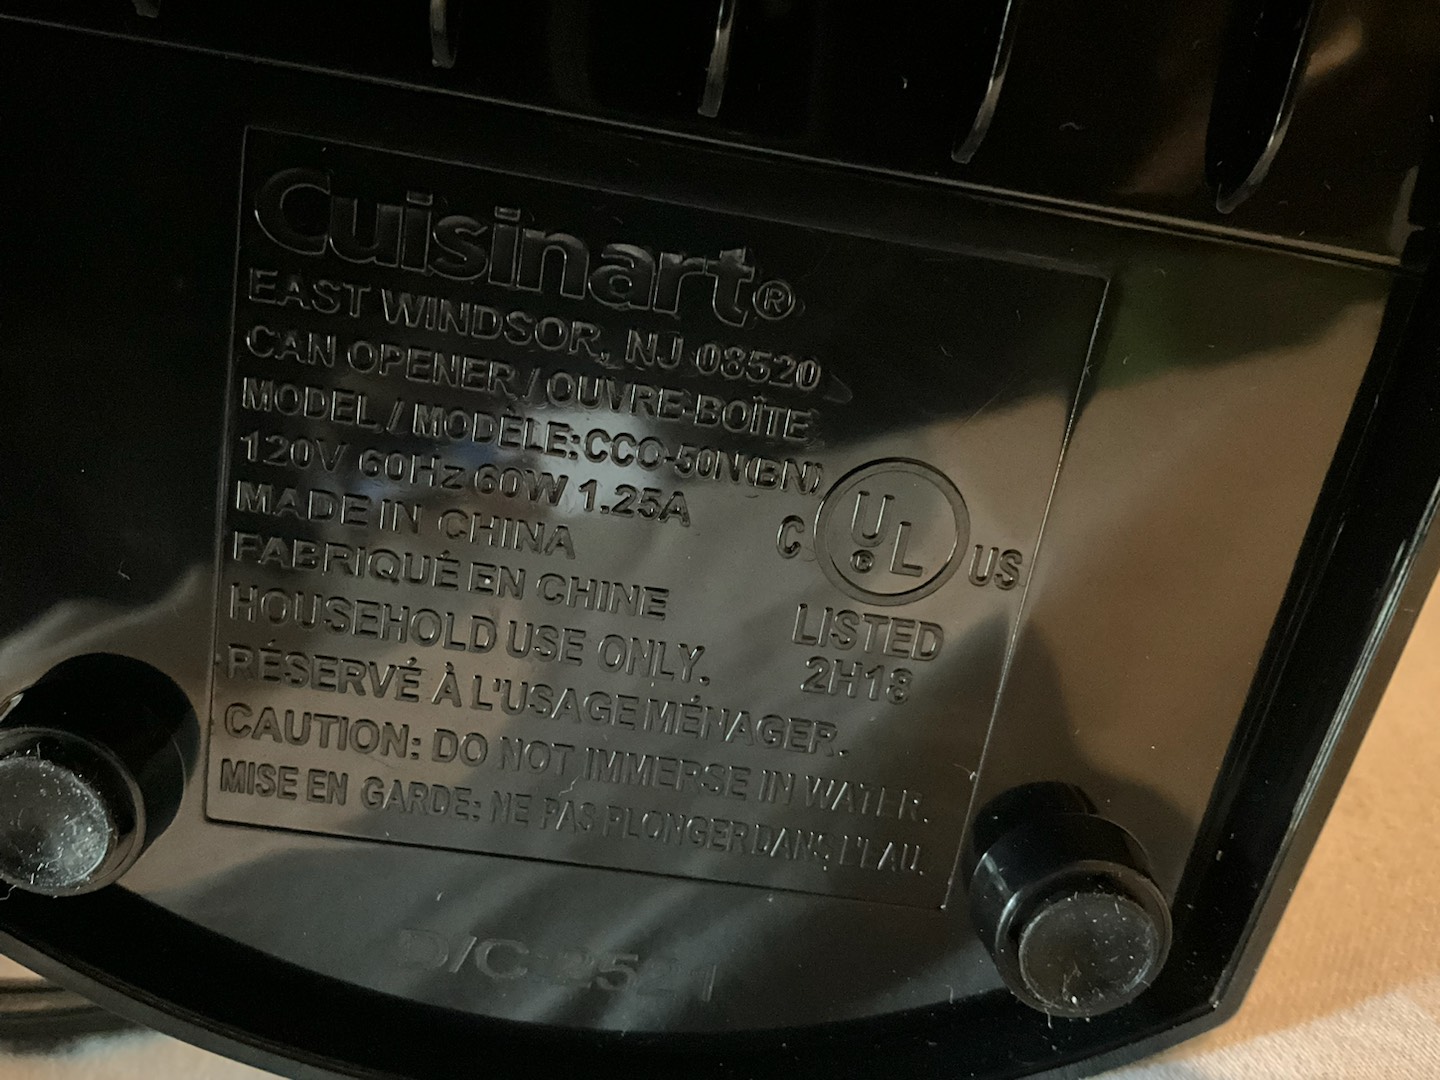 Cuisinart®
EAST WINDSOR, NJ 08520
CAN OPENER / OUVRE-BOÎTE
MODEL / MODÈLE: CCO-50N(BN)
120V 60Hz 60W 1.25A
MADE IN CHINA
FABRIQUÉ EN CHINE
HOUSEHOLD USE ONLY.
RÉSERVÉ À L'USAGE MÉNAGER.
CAUTION: DO NOT IMMERSE IN WATER.
MISE EN GARDE: NE PAS PLONGER DANS L'EAU.
C UL® US
LISTED
2H18
D/C:2521